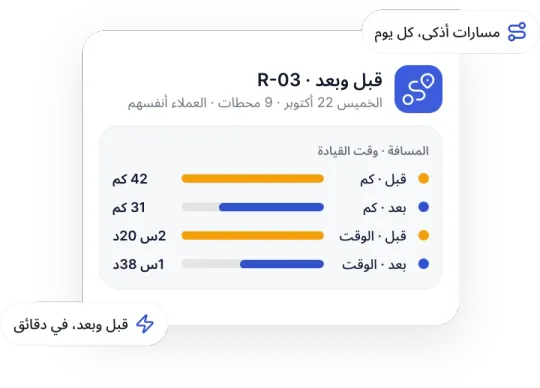 مسارات أذكى، كل يوم
قبل وبعد · R-03
الخميس 22 أكتوبر · 9 محطات · العملاء أنفسهم
المسافة · وقت القيادة
قبل · كم 42 كم
بعد · كم 31 كم
قبل · الوقت 2س 20د
بعد · الوقت 1س 38د
قبل وبعد، في دقائق